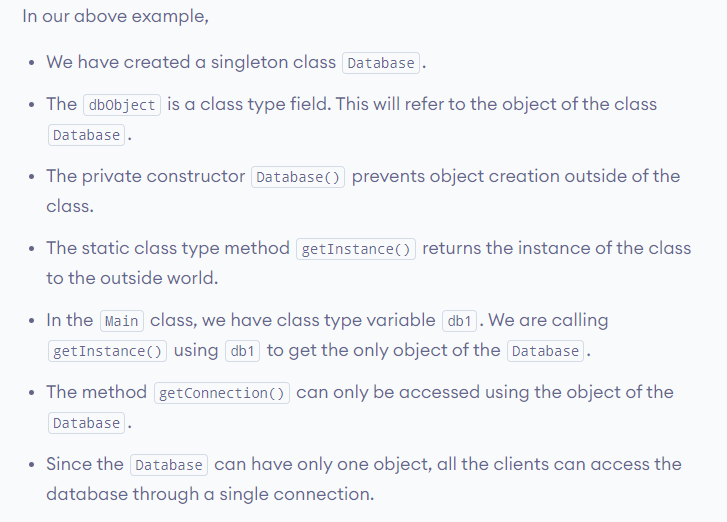 In our above example,
• We have created a singleton class Database.
• The dbObject is a class type field. This will refer to the object of the class
Database.
• The private constructor Database() prevents object creation outside of the
class.
• The static class type method getInstance() returns the instance of the class
to the outside world.
• In the Main class, we have class type variable db1. We are calling
getInstance() using db1 to get the only object of the Database.
• The method getConnection() can only be accessed using the object of the
Database.
• Since the Database can have only one object, all the clients can access the
database through a single connection.